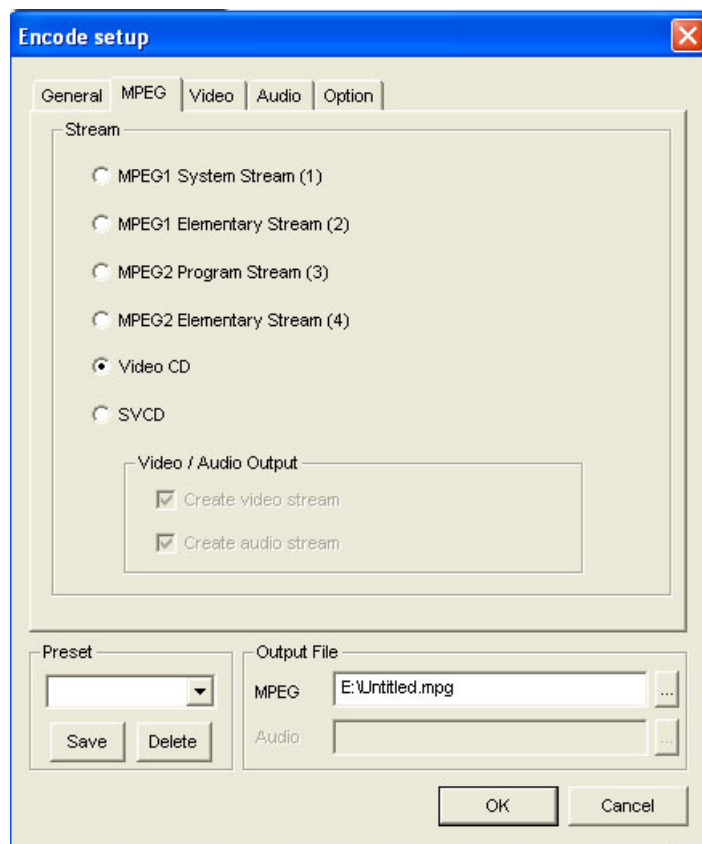 Encode setup
General MPEG Video Audio Option
Stream
MPEG1 System Stream (1)
MPEG1 Elementary Stream (2)
MPEG2 Program Stream (3)
MPEG2 Elementary Stream (4)
Video CD
SVCD
Video / Audio Output
Create video stream
Create audio stream
Preset
Save Delete
Output File
MPEG E:\Untitled.mpg ...
Audio ...
OK Cancel